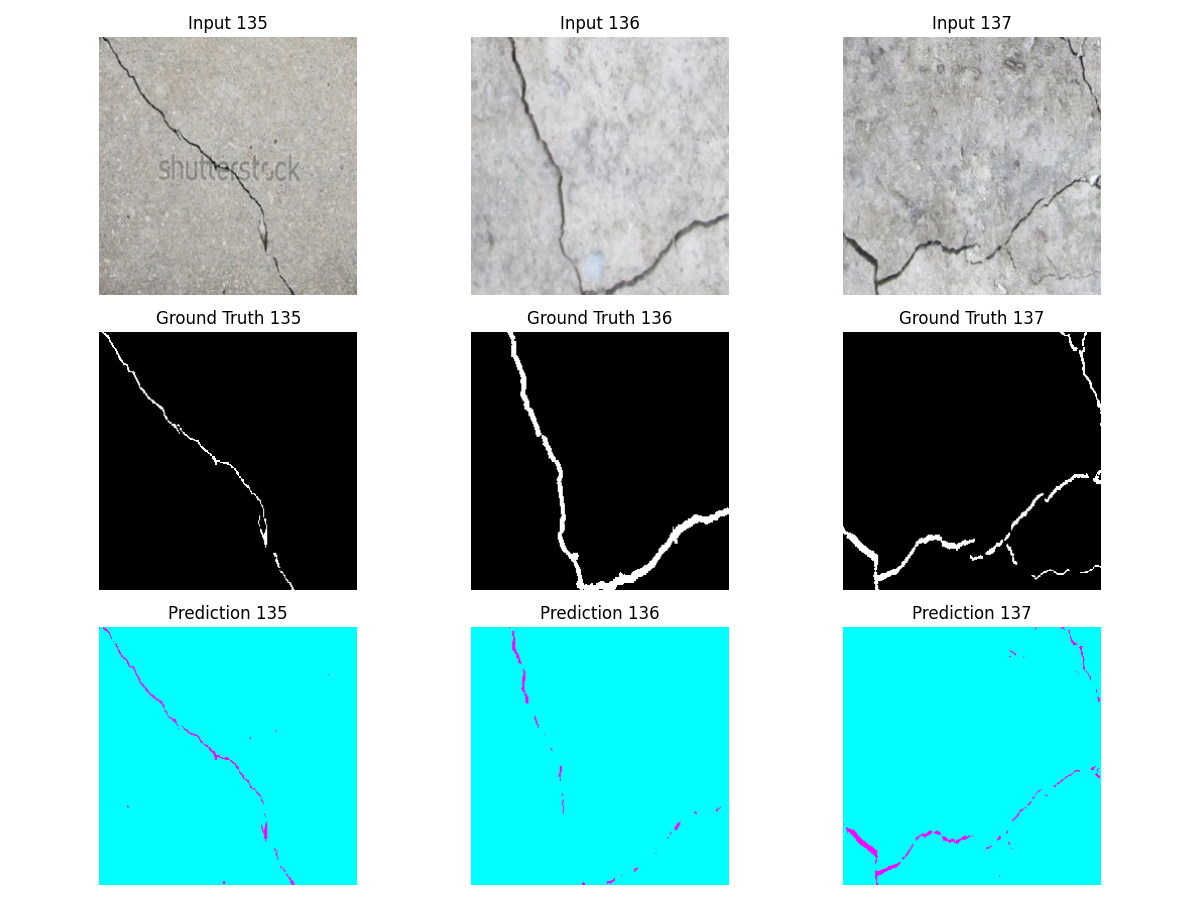 Input 135
Input 136
Input 137
shutterstock
Ground Truth 135
Ground Truth 136
Ground Truth 137
Prediction 135
Prediction 136
Prediction 137